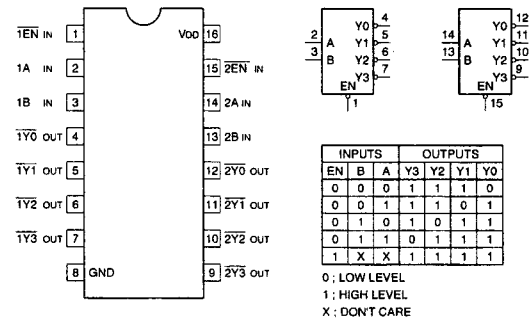 1EN IN 1
1A IN 2
1B IN 3
1Y0 OUT 4
1Y1 OUT 5
1Y2 OUT 6
1Y3 OUT 7
8 GND
VDD 16
15 2EN IN
14 2A IN
13 2B IN
12 2Y0 OUT
11 2Y1 OUT
10 2Y2 OUT
9 2Y3 OUT
2 A Y0 4
3 B Y1 5
Y2 6
Y3 7
EN
1
14 A Y0 12
13 B Y1 11
Y2 10
Y3 9
EN
15
INPUTS OUTPUTS
EN B A Y3 Y2 Y1 Y0
0 0 0 1 1 1 0
0 0 1 1 1 0 1
0 1 0 1 0 1 1
0 1 1 0 1 1 1
1 X X 1 1 1 1
0 ; LOW LEVEL
1 ; HIGH LEVEL
X ; DON'T CARE